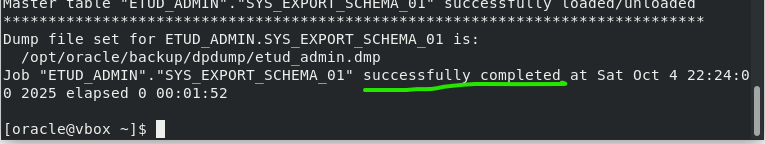 Master table "ETUD_ADMIN"."SYS_EXPORT_SCHEMA_01" successfully loaded/unloaded
******************************************************************************
Dump file set for ETUD_ADMIN.SYS_EXPORT_SCHEMA_01 is:
  /opt/oracle/backup/dpdump/etud_admin.dmp
Job "ETUD_ADMIN"."SYS_EXPORT_SCHEMA_01" successfully completed at Sat Oct 4 22:24:0
0 2025 elapsed 0 00:01:52
[oracle@vbox ~]$